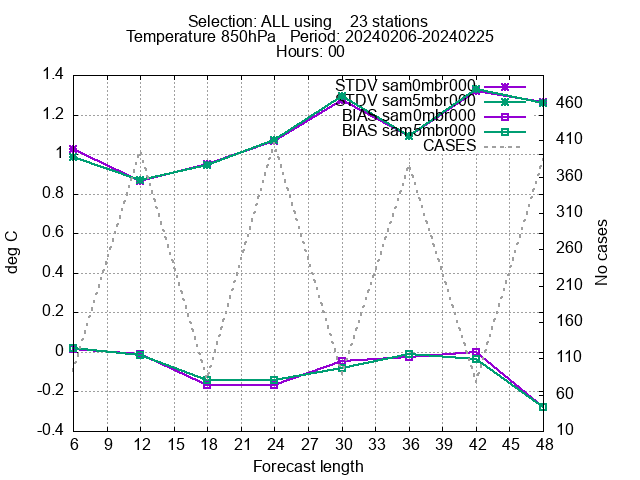 Selection: ALL using    23 stations
Temperature 850hPa   Period: 20240206-20240225
Hours: 00
STDV sam0mbr000
STDV sam5mbr000
BIAS sam0mbr000
BIAS sam5mbr000
CASES
1.4
1.2
1
0.8
0.6
0.4
0.2
0
-0.2
-0.4
deg C
460
410
360
310
260
210
160
110
60
10
No cases
6 9 12 15 18 21 24 27 30 33 36 39 42 45 48
Forecast length